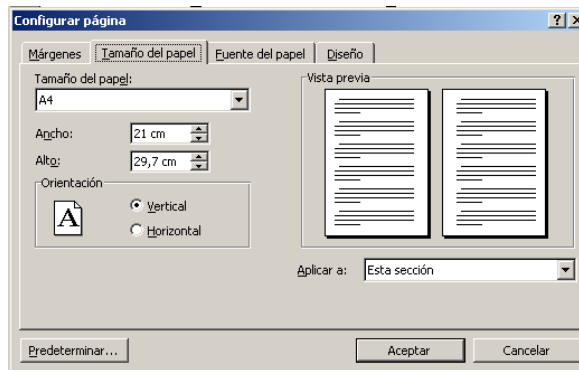 Configurar página
Márgenes Tamaño del papel Fuente del papel Diseño
Tamaño del papel:
A4
Ancho: 21 cm
Alto: 29,7 cm
Orientación
A
Vertical
Horizontal
Vista previa
Aplicar a: Esta sección
Predeterminar... Aceptar Cancelar